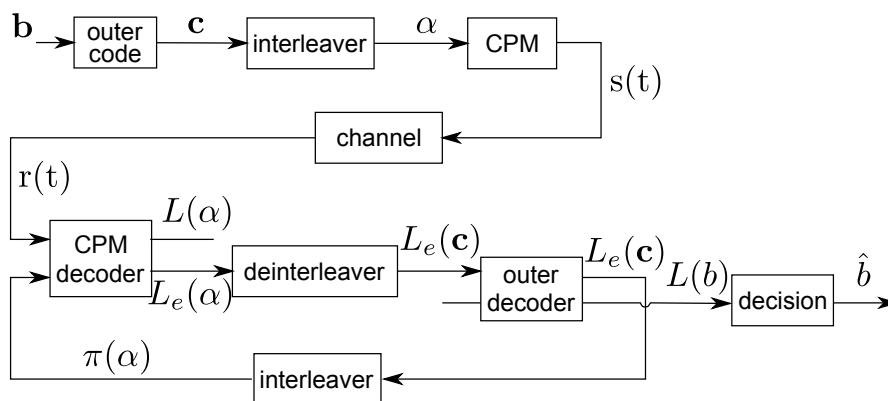 b
outer
code
c
interleaver
α
CPM
s(t)
channel
r(t)
CPM
decoder
L(α)
L_e(α)
deinterleaver
L_e(c)
outer
decoder
L_e(c)
L(b)
decision
b̂
π(α)
interleaver